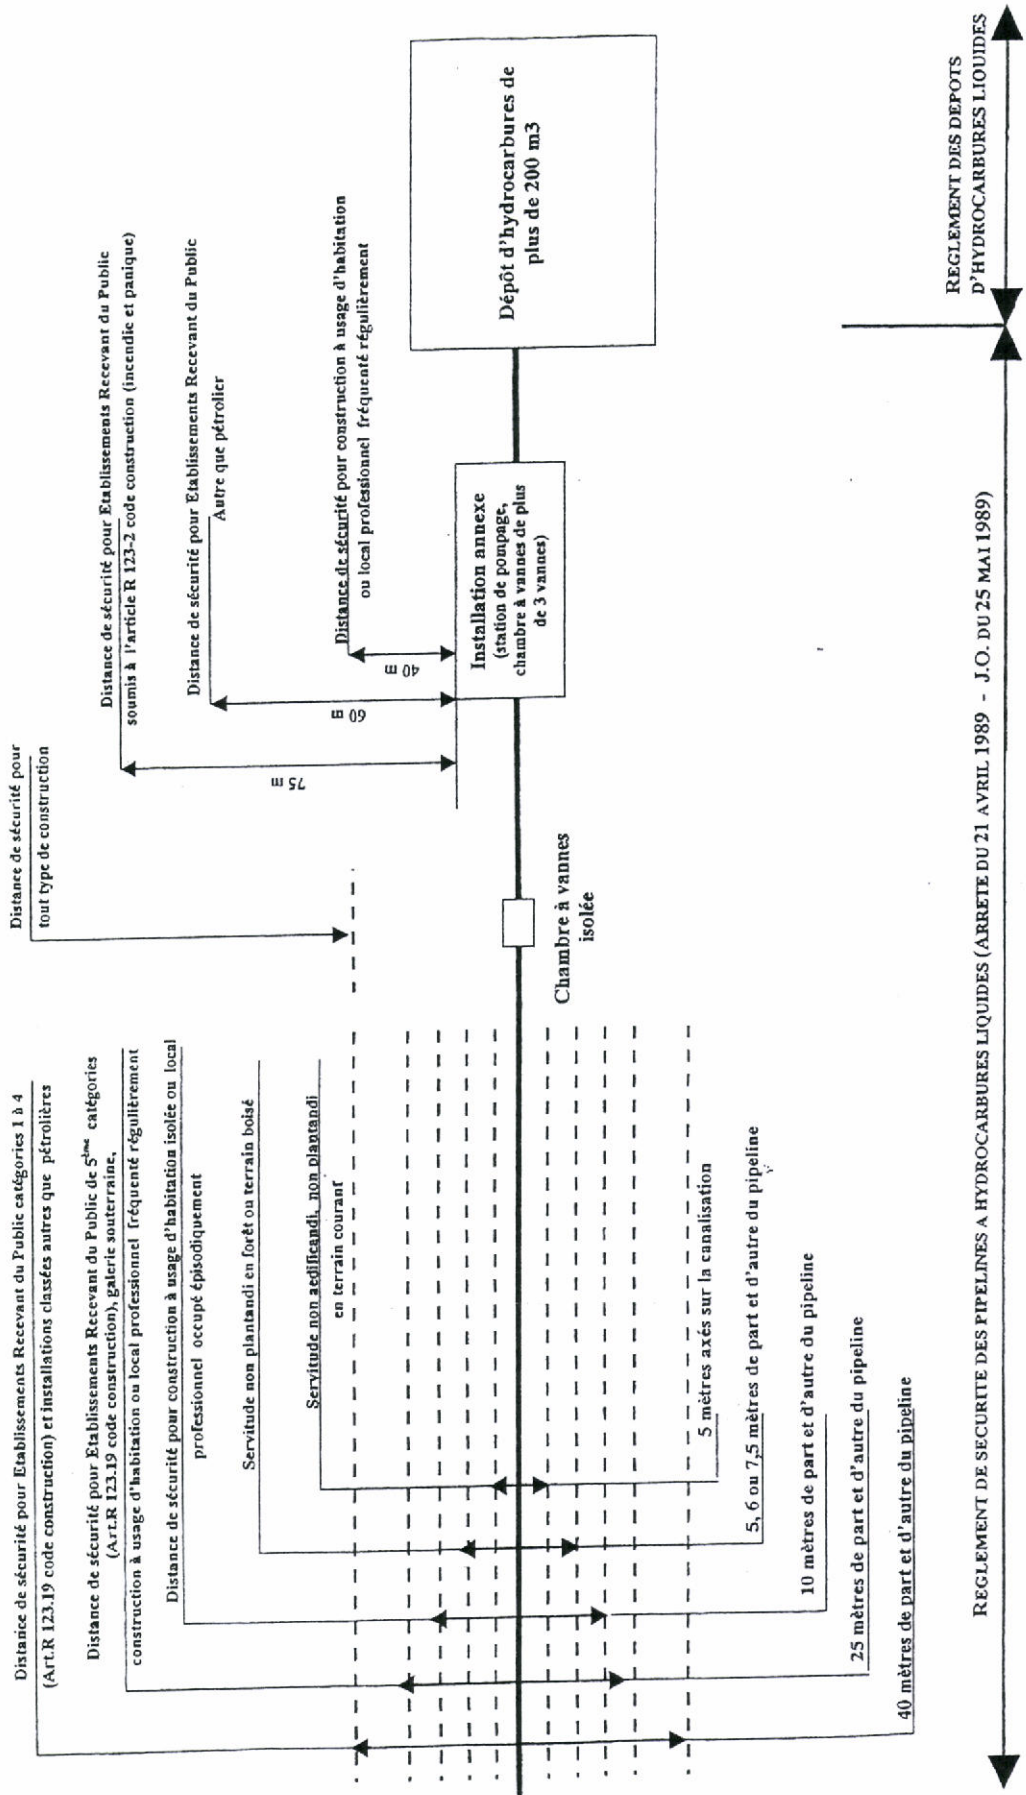 Distance de sécurité pour Etablissements Recevant du Public catégories 1 à 4
(Art.R 123.19 code construction) et installations classées autres que pétrolières
Distance de sécurité pour Etablissements Recevant du Public de 5ème catégories
(Art.R 123.19 code construction), galerie souterraine,
construction à usage d'habitation ou local professionnel fréquenté régulièrement
Distance de sécurité pour construction à usage d'habitation isolée ou local
professionnel occupé épisodiquement
Servitude non plantandi en forêt ou terrain boisé
Servitude non aedificandi, non plantandi
en terrain courant
Distance de sécurité pour
tout type de construction
Distance de sécurité pour Etablissements Recevant du Public
soumis à l'article R 123-2 code construction (incendie et panique)
Distance de sécurité pour Etablissements Recevant du Public
Autre que pétrolier
Distance de sécurité pour construction à usage d'habitation
ou local professionnel fréquenté régulièrement
75 m
60 m
40 m
Chambre à vannes
isolée
Installation annexe
(station de pompage,
chambre à vannes de plus
de 3 vannes)
Dépôt d'hydrocarbures de
plus de 200 m3
5 mètres axés sur la canalisation
5, 6 ou 7,5 mètres de part et d'autre du pipeline
10 mètres de part et d'autre du pipeline
25 mètres de part et d'autre du pipeline
40 mètres de part et d'autre du pipeline
REGLEMENT DE SECURITE DES PIPELINES A HYDROCARBURES LIQUIDES (ARRETE DU 21 AVRIL 1989 - J.O. DU 25 MAI 1989)
REGLEMENT DES DEPOTS
D'HYDROCARBURES LIQUIDES